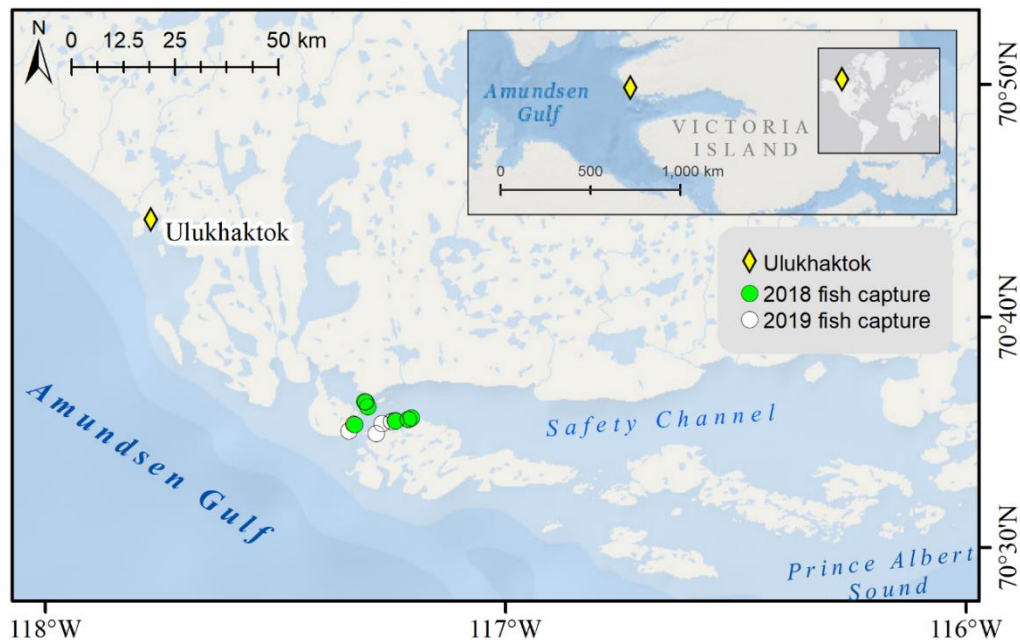 N
0 12.5 25 50 km
Amundsen
Gulf
VICTORIA
ISLAND
0 500 1,000 km
Ulukhaktok
Ulukhaktok
2018 fish capture
2019 fish capture
Safety Channel
Amundsen Gulf
Prince Albert
Sound
70°50'N
70°40'N
70°30'N
118°W 117°W 116°W